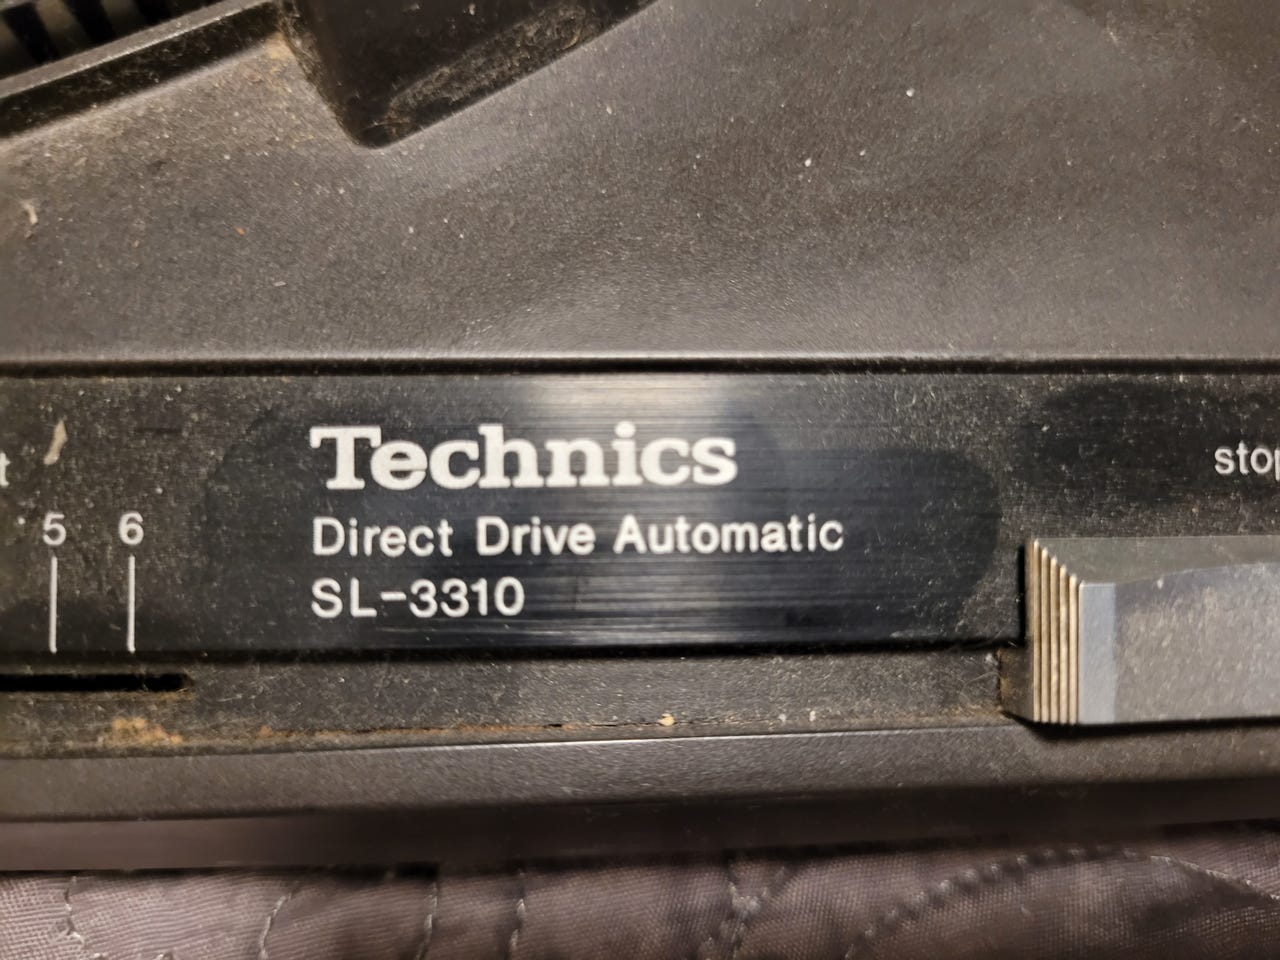 Technics
Direct Drive Automatic
SL-3310
5 6